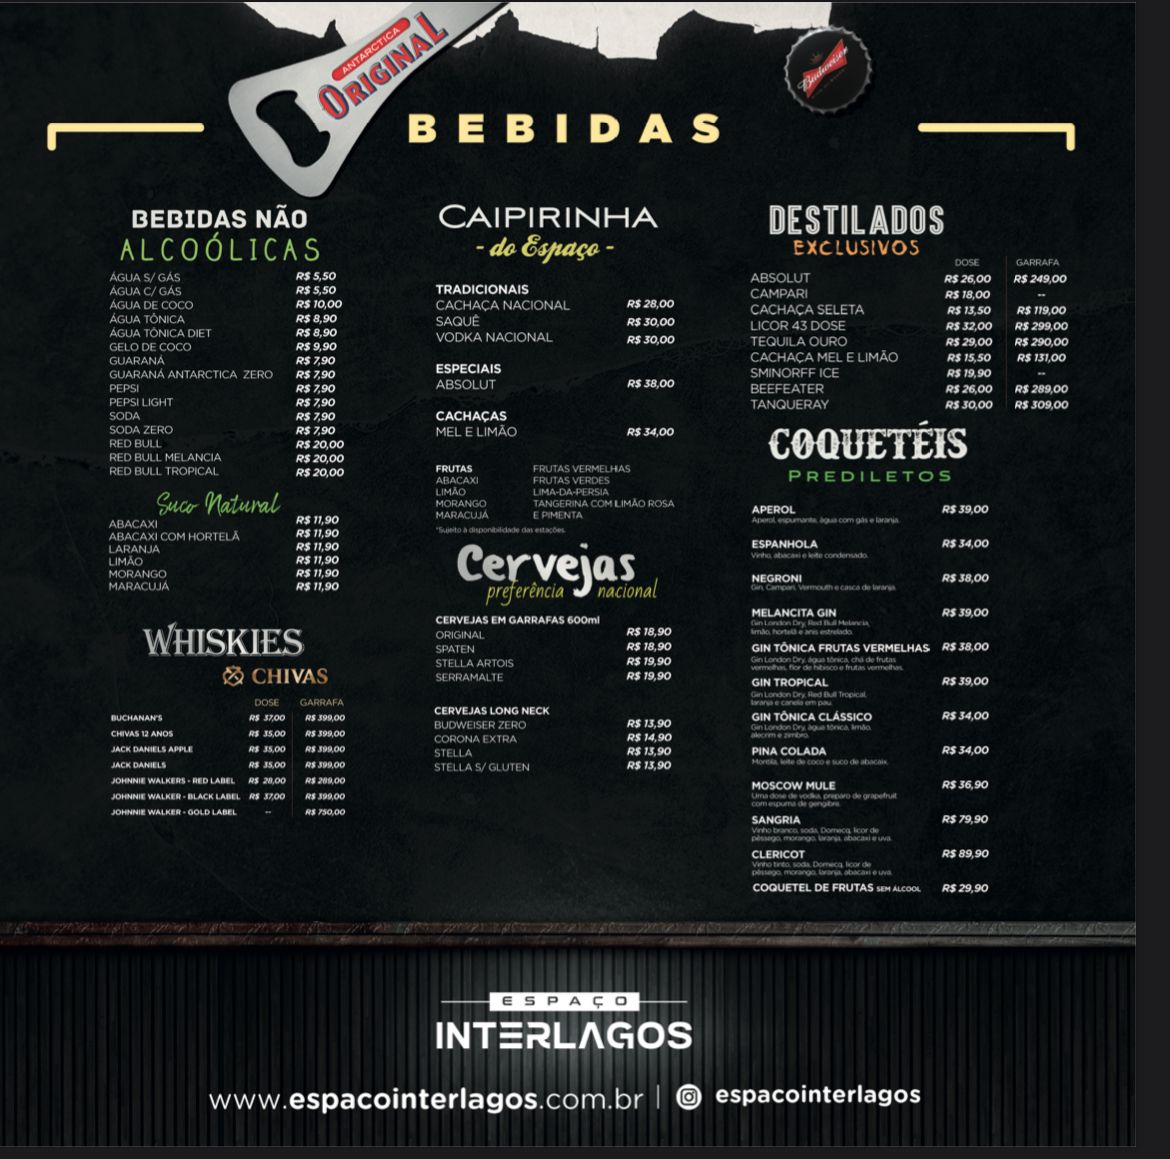 ANTARCTICA
ORIGINAL
Budweiser
BEBIDAS
BEBIDAS NÃO
ALCOÓLICAS
ÁGUA S/ GÁS R$ 5,50
ÁGUA C/ GÁS R$ 5,50
ÁGUA DE COCO R$ 10,00
ÁGUA TÔNICA R$ 8,90
ÁGUA TÔNICA DIET R$ 8,90
GELO DE COCO R$ 9,90
GUARANÁ R$ 7,90
GUARANÁ ANTARCTICA ZERO R$ 7,90
PEPSI R$ 7,90
PEPSI LIGHT R$ 7,90
SODA R$ 7,90
SODA ZERO R$ 7,90
RED BULL R$ 20,00
RED BULL MELANCIA R$ 20,00
RED BULL TROPICAL R$ 20,00
Suco Natural
ABACAXI R$ 11,90
ABACAXI COM HORTELÃ R$ 11,90
LARANJA R$ 11,90
LIMÃO R$ 11,90
MORANGO R$ 11,90
MARACUJÁ R$ 11,90
WHISKIES
CHIVAS
DOSE GARRAFA
BUCHANAN'S R$ 37,00 R$ 399,00
CHIVAS 12 ANOS R$ 35,00 R$ 399,00
JACK DANIELS APPLE R$ 35,00 R$ 399,00
JACK DANIELS R$ 35,00 R$ 399,00
JOHNNIE WALKERS - RED LABEL R$ 28,00 R$ 289,00
JOHNNIE WALKER - BLACK LABEL R$ 37,00 R$ 399,00
JOHNNIE WALKER - GOLD LABEL -- R$ 750,00
CAIPIRINHA
- do Espaço -
TRADICIONAIS
CACHAÇA NACIONAL R$ 28,00
SAQUÊ R$ 30,00
VODKA NACIONAL R$ 30,00
ESPECIAIS
ABSOLUT R$ 38,00
CACHAÇAS
MEL E LIMÃO R$ 34,00
FRUTAS FRUTAS VERMELHAS
ABACAXI FRUTAS VERDES
LIMÃO LIMA-DA-PERSIA
MORANGO TANGERINA COM LIMÃO ROSA
MARACUJÁ E PIMENTA
*Sujeito à disponibilidade das estações.
Cervejas
preferência nacional
CERVEJAS EM GARRAFAS 600ml
ORIGINAL R$ 18,90
SPATEN R$ 18,90
STELLA ARTOIS R$ 19,90
SERRAMALTE R$ 19,90
CERVEJAS LONG NECK
BUDWEISER ZERO R$ 13,90
CORONA EXTRA R$ 14,90
STELLA R$ 13,90
STELLA S/ GLUTEN R$ 13,90
DESTILADOS
EXCLUSIVOS
DOSE GARRAFA
ABSOLUT R$ 26,00 R$ 249,00
CAMPARI R$ 18,00 --
CACHAÇA SELETA R$ 13,50 R$ 119,00
LICOR 43 DOSE R$ 32,00 R$ 299,00
TEQUILA OURO R$ 29,00 R$ 290,00
CACHAÇA MEL E LIMÃO R$ 15,50 R$ 131,00
SMINORFF ICE R$ 19,90 --
BEEFEATER R$ 26,00 R$ 289,00
TANQUERAY R$ 30,00 R$ 309,00
COQUETÉIS
PREDILETOS
APEROL R$ 39,00
Aperol, espumante, água com gás e laranja.
ESPANHOLA R$ 34,00
Vinho, abacaxi e leite condensado.
NEGRONI R$ 38,00
Gin, Campari, Vermouth e casca de laranja.
MELANCITA GIN R$ 39,00
Gin London Dry, Red Bull Melancia,
limão, hortelã e anis estrelado.
GIN TÔNICA FRUTAS VERMELHAS R$ 38,00
Gin London Dry, água tônica, chá de frutas
vermelhas, flor de hibisco e frutas vermelhas.
GIN TROPICAL R$ 39,00
Gin London Dry, Red Bull Tropical,
laranja e canela em pau.
GIN TÔNICA CLÁSSICO R$ 34,00
Gin London Dry, água tônica, limão,
alecrim e zimbro.
PINA COLADA R$ 34,00
Montila, leite de coco e suco de abacaix.
MOSCOW MULE R$ 36,90
Uma dose de vodka, preparo de grapefruit
com espuma de gengibre.
SANGRIA R$ 79,90
Vinho branco, soda, Domecq, licor de
pêssego, morango, laranja, abacaxi e uva.
CLERICOT R$ 89,90
Vinho tinto, soda, Domecq, licor de
pêssego, morango, laranja, abacaxi e uva.
COQUETEL DE FRUTAS SEM ÁLCOOL R$ 29,90
ESPAÇO
INTERLAGOS
www.espacointerlagos.com.br | espacointerlagos